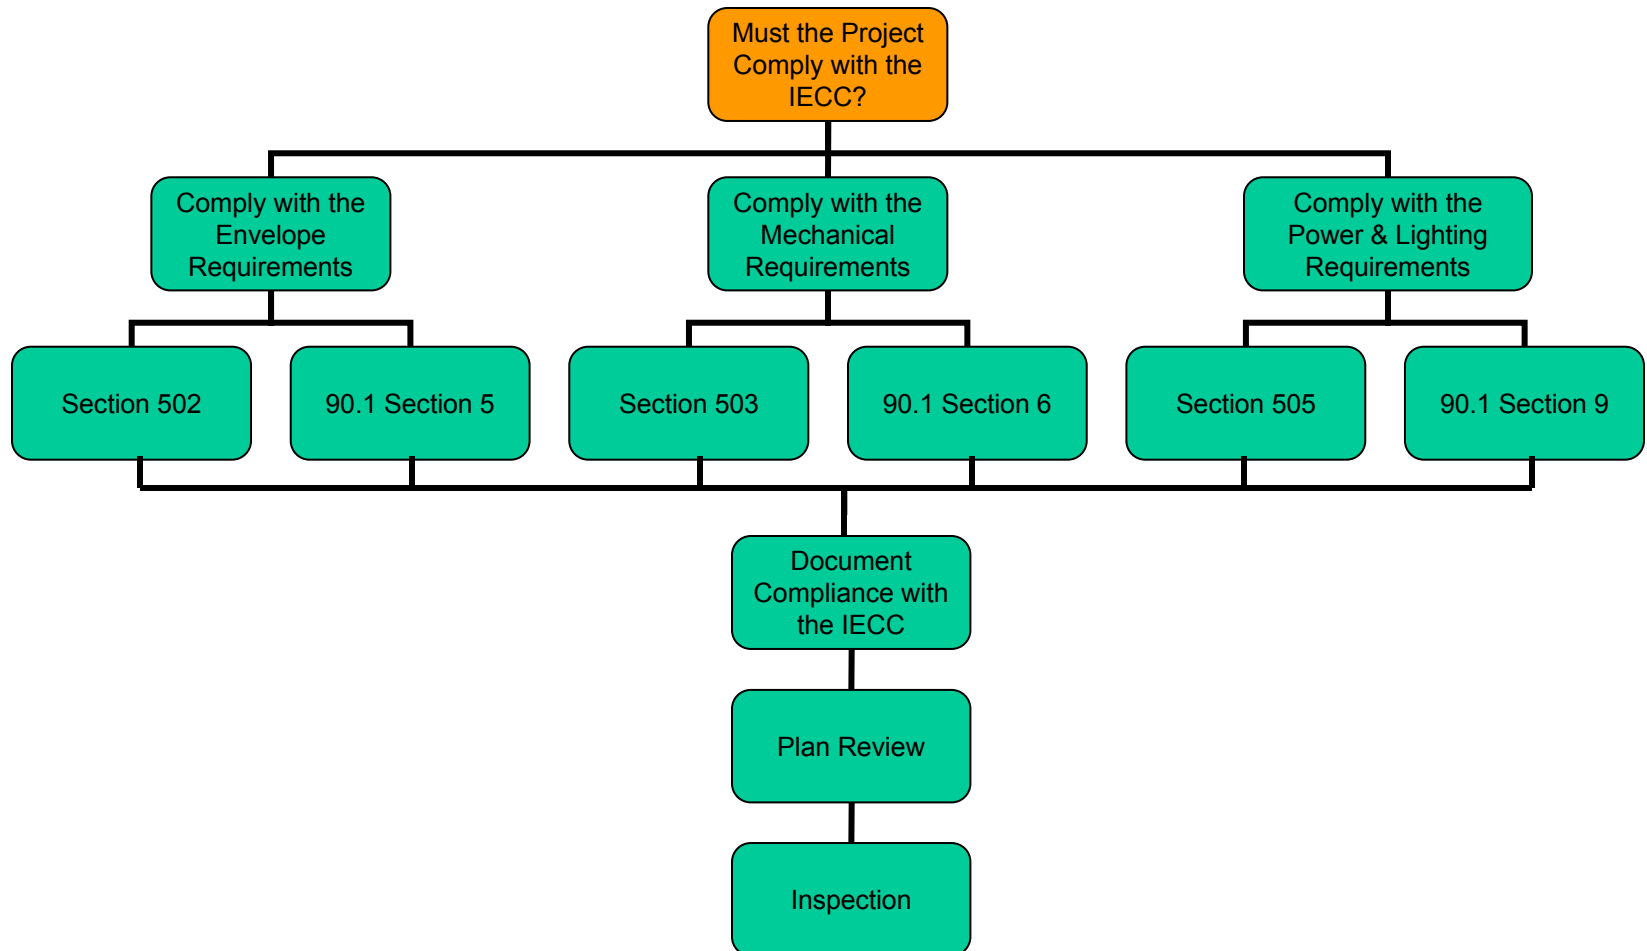 Must the Project
Comply with the
IECC?
Comply with the
Envelope
Requirements
Comply with the
Mechanical
Requirements
Comply with the
Power & Lighting
Requirements
Section 502
90.1 Section 5
Section 503
90.1 Section 6
Section 505
90.1 Section 9
Document
Compliance with
the IECC
Plan Review
Inspection